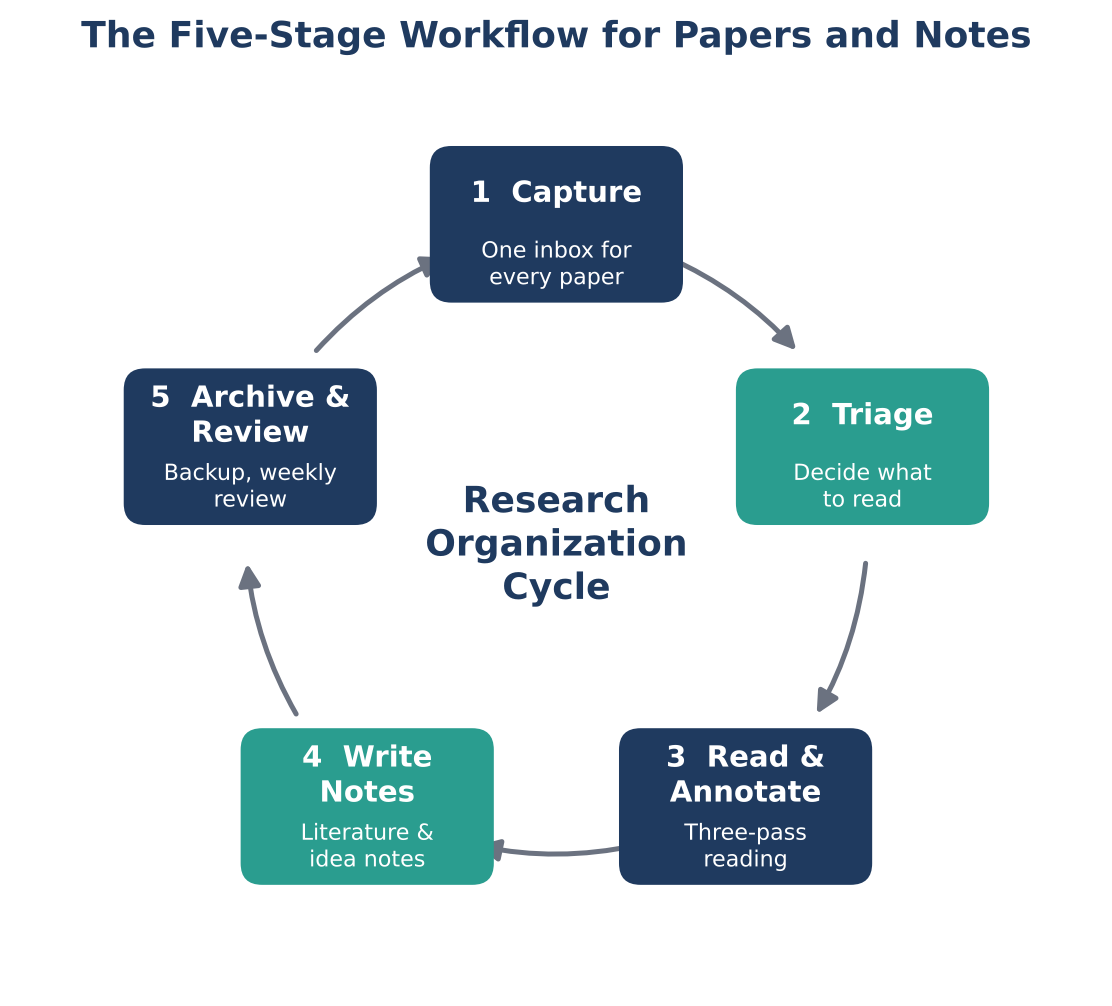 The Five-Stage Workflow for Papers and Notes
1 Capture
One inbox for
every paper
2 Triage
Decide what
to read
3 Read &
Annotate
Three-pass
reading
4 Write
Notes
Literature &
idea notes
5 Archive &
Review
Backup, weekly
review
Research
Organization
Cycle